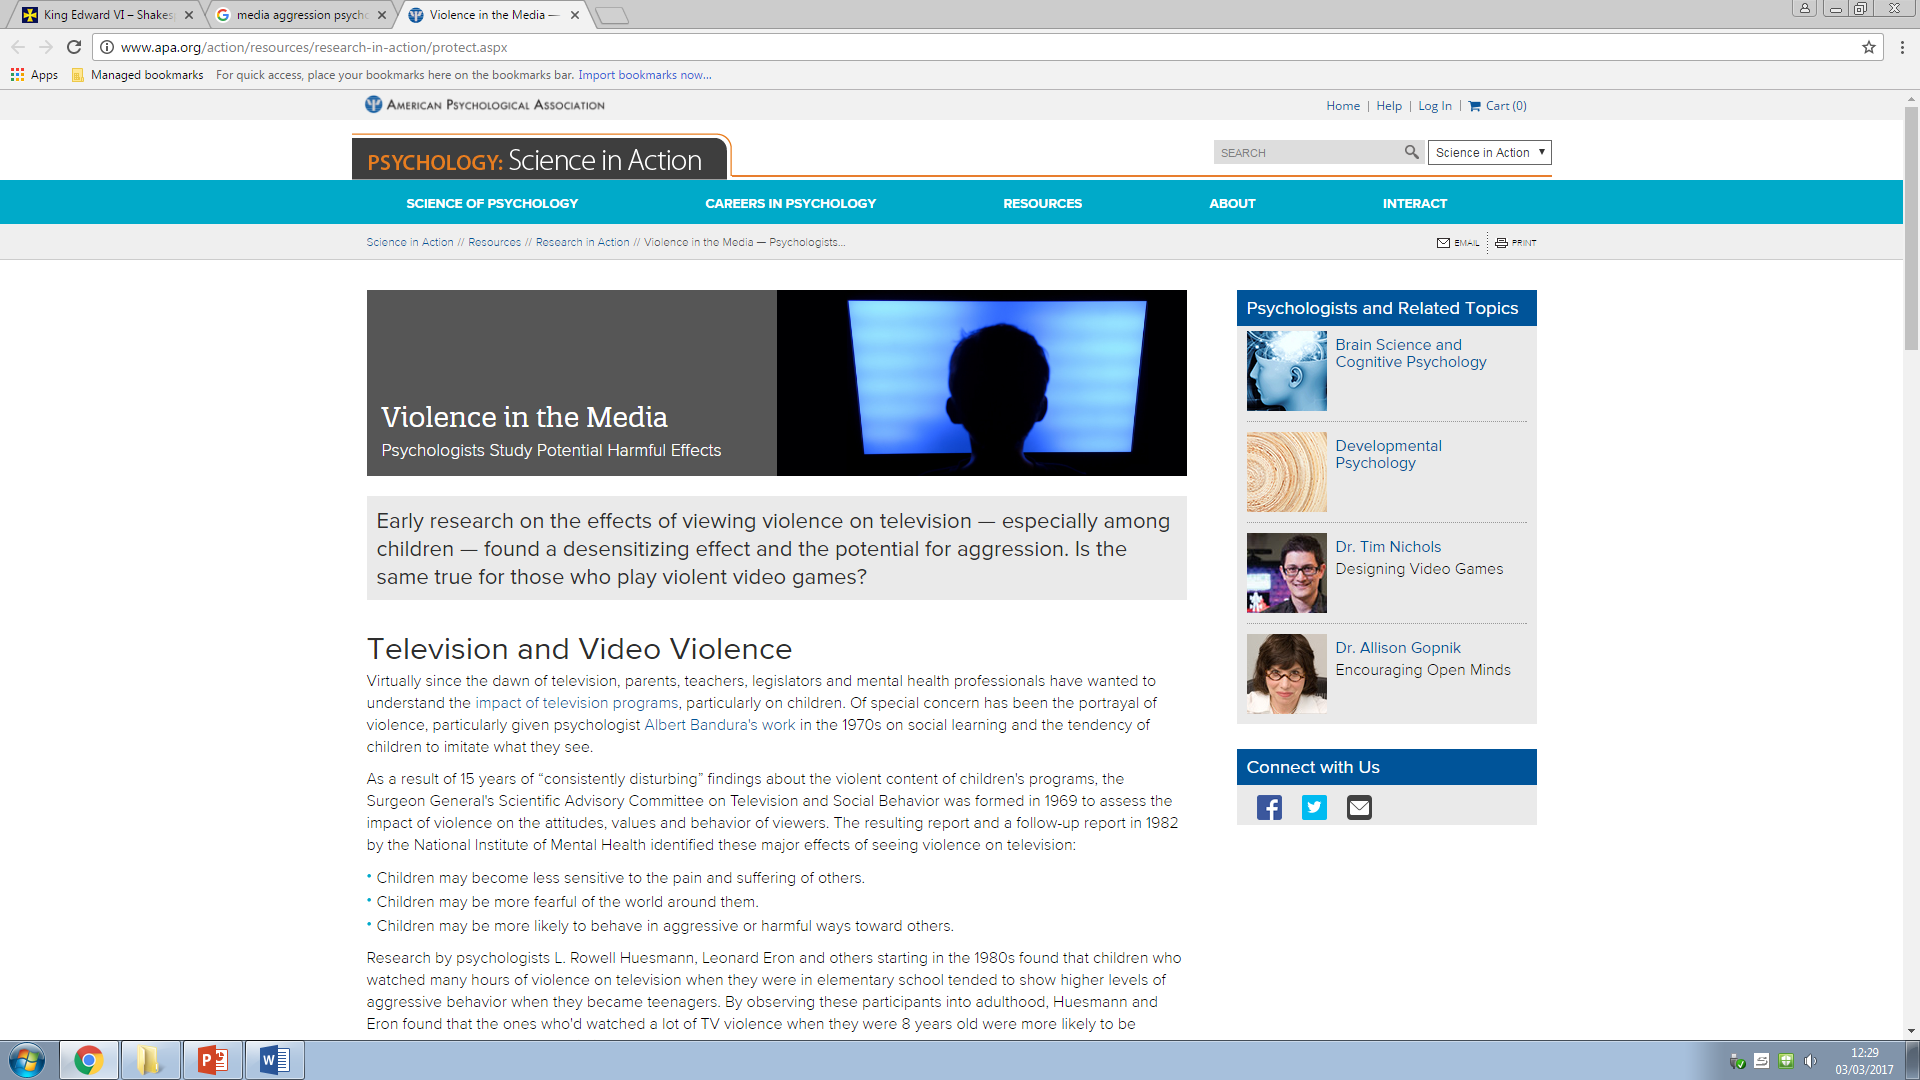 King Edward VI – Shakes
media aggression psych
Violence in the Media —
www.apa.org/action/resources/research-in-action/protect.aspx
Apps
Managed bookmarks
For quick access, place your bookmarks here on the bookmarks bar. Import bookmarks now...
AMERICAN PSYCHOLOGICAL ASSOCIATION
Home | Help | Log In | Cart (0)
PSYCHOLOGY: Science in Action
SEARCH
Science in Action
SCIENCE OF PSYCHOLOGY
CAREERS IN PSYCHOLOGY
RESOURCES
ABOUT
INTERACT
Science in Action // Resources // Research in Action // Violence in the Media — Psychologists...
EMAIL
PRINT
Violence in the Media
Psychologists Study Potential Harmful Effects
Early research on the effects of viewing violence on television — especially among
children — found a desensitizing effect and the potential for aggression. Is the
same true for those who play violent video games?
Television and Video Violence
Virtually since the dawn of television, parents, teachers, legislators and mental health professionals have wanted to
understand the impact of television programs, particularly on children. Of special concern has been the portrayal of
violence, particularly given psychologist Albert Bandura's work in the 1970s on social learning and the tendency of
children to imitate what they see.
As a result of 15 years of “consistently disturbing” findings about the violent content of children's programs, the
Surgeon General's Scientific Advisory Committee on Television and Social Behavior was formed in 1969 to assess the
impact of violence on the attitudes, values and behavior of viewers. The resulting report and a follow-up report in 1982
by the National Institute of Mental Health identified these major effects of seeing violence on television:
• Children may become less sensitive to the pain and suffering of others.
• Children may be more fearful of the world around them.
• Children may be more likely to behave in aggressive or harmful ways toward others.
Research by psychologists L. Rowell Huesmann, Leonard Eron and others starting in the 1980s found that children who
watched many hours of violence on television when they were in elementary school tended to show higher levels of
aggressive behavior when they became teenagers. By observing these participants into adulthood, Huesmann and
Eron found that the ones who'd watched a lot of TV violence when they were 8 years old were more likely to be
Psychologists and Related Topics
Brain Science and
Cognitive Psychology
Developmental
Psychology
Dr. Tim Nichols
Designing Video Games
Dr. Allison Gopnik
Encouraging Open Minds
Connect with Us
12:29
03/03/2017